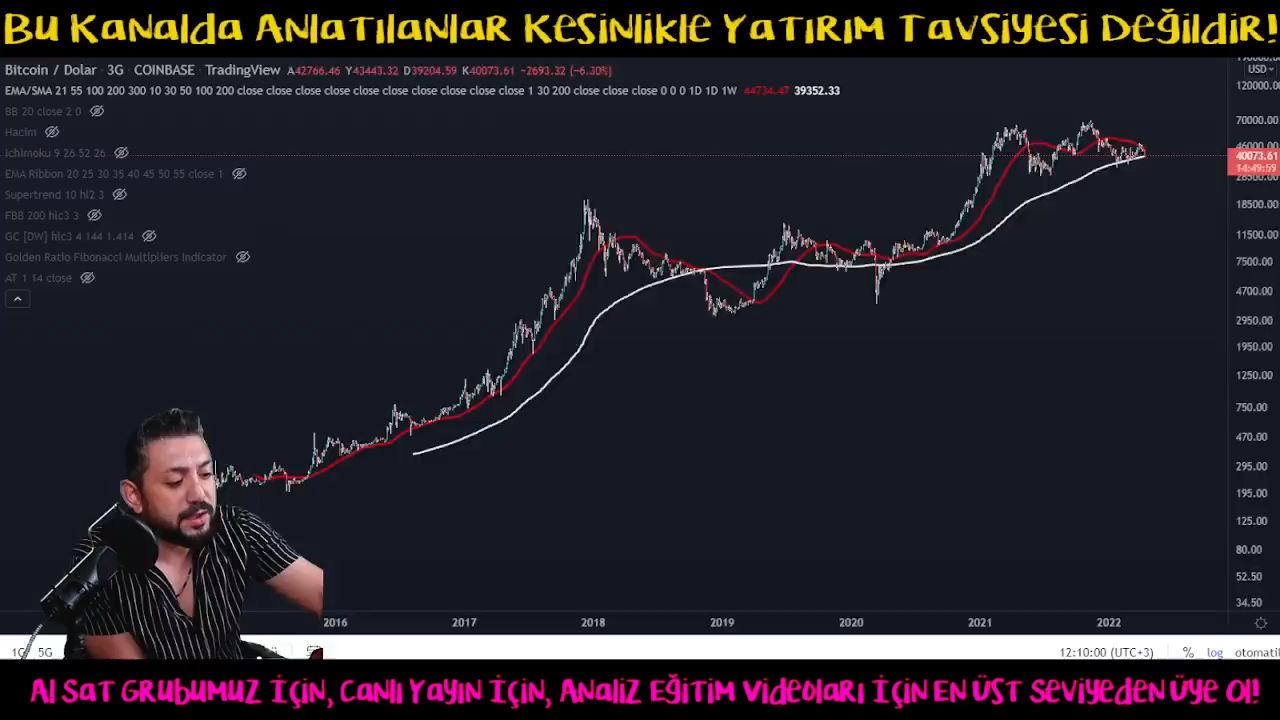 Bu Kanalda Anlatılanlar Kesinlikle Yatırım Tavsiyesi Değildir!
Bitcoin / Dolar · 3G · COINBASE · TradingView A42766.46 Y43443.32 D39204.59 K40073.61 −2693.32 (−6.30%)
EMA/SMA 21 55 100 200 300 10 30 50 100 200 close close close close close close close close close close close 1 30 200 close close close 0 0 0 1D 1D 1W 44734.47 39352.33
BB 20 close 2 0
Hacim
Ichimoku 9 26 52 26
EMA Ribbon 20 25 30 35 40 45 50 55 close 1
Supertrend 10 hl2 3
FBB 200 hlc3 3
GC [DW] hlc3 4 144 1.414
Golden Ratio Fibonacci Multipliers Indicator
AT 1 14 close
USD
120000.00
70000.00
40073.61
14:49:59
18500.00
11500.00
7500.00
4700.00
2950.00
1950.00
1250.00
750.00
470.00
295.00
195.00
125.00
80.00
52.50
34.50
2016 2017 2018 2019 2020 2021 2022
5G
12:10:00 (UTC+3) % log otomatik
Al Sat Grubumuz İçin, Canlı Yayın İçin, Analiz Eğitim Videoları İçin En Üst Seviyeden Üye Ol!